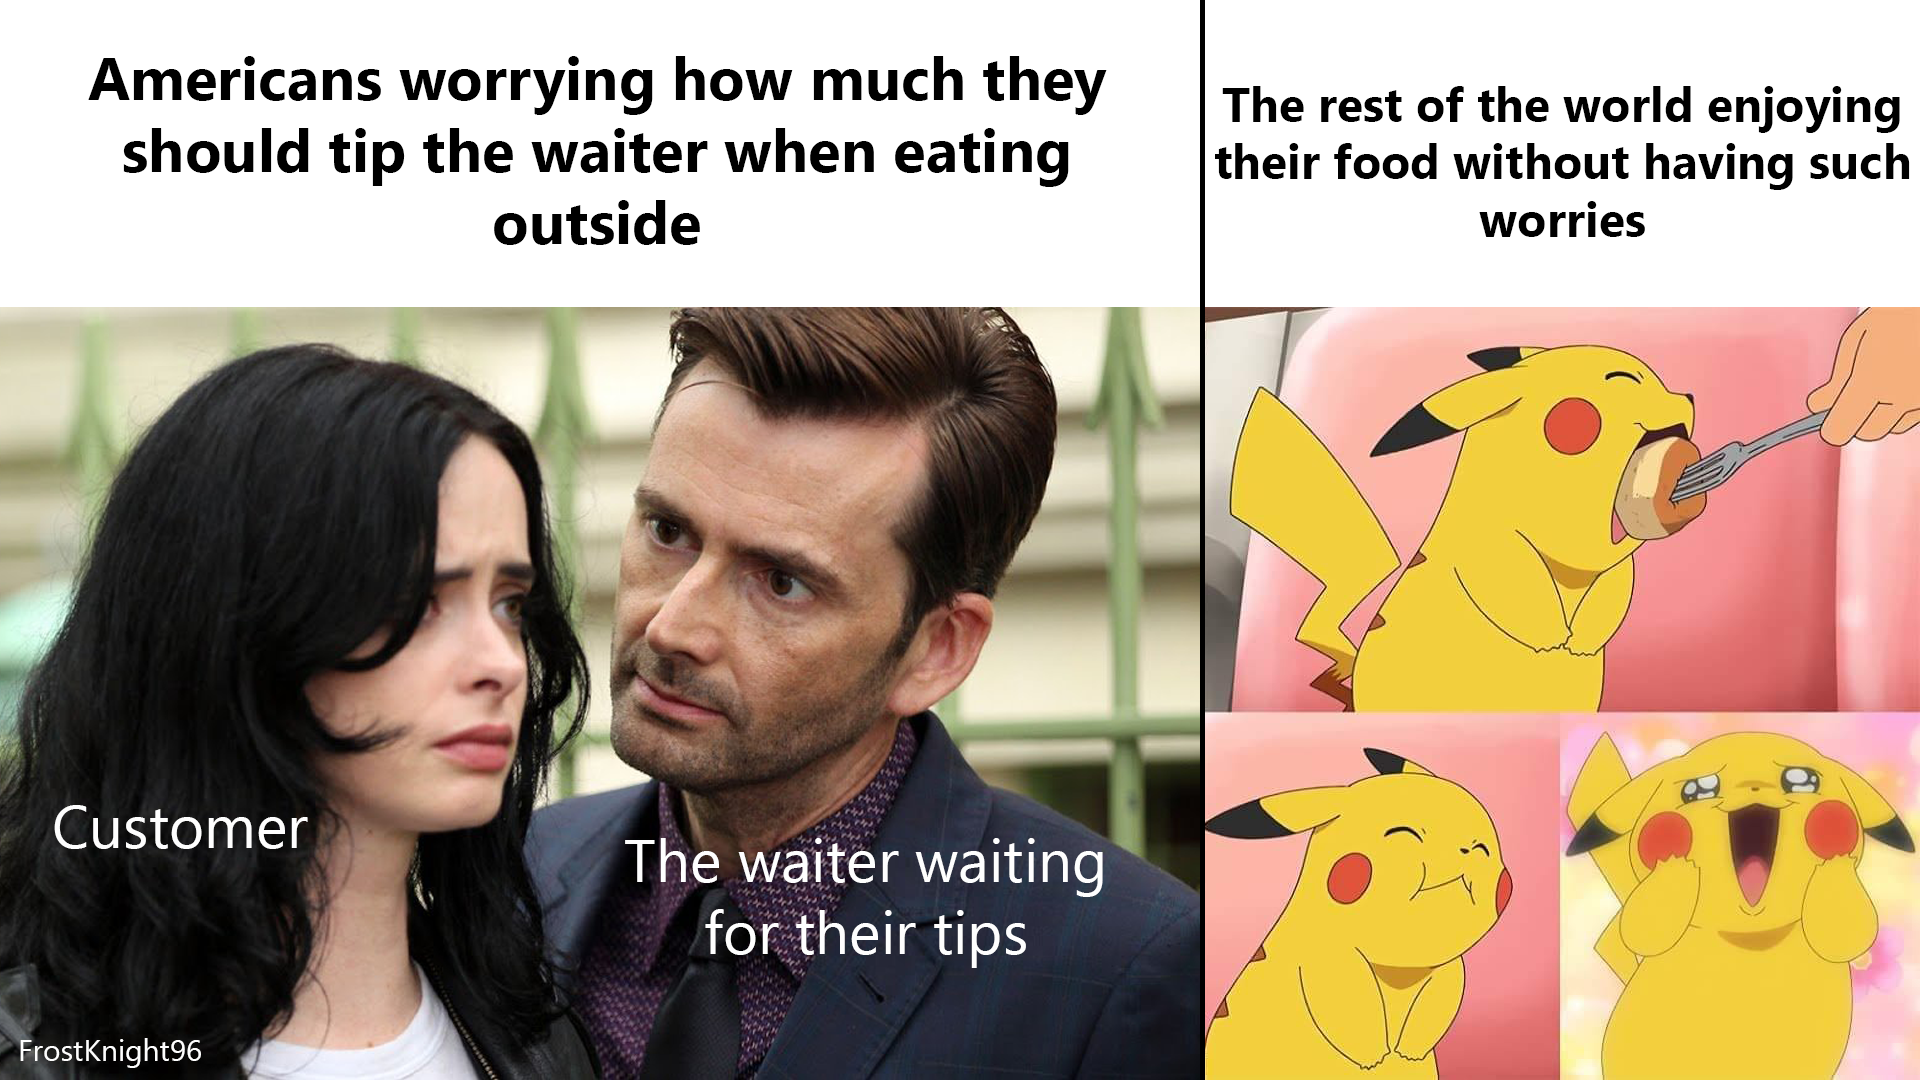 Americans worrying how much they
should tip the waiter when eating
outside
The rest of the world enjoying
their food without having such
worries
Customer
The waiter waiting
for their tips
FrostKnight96